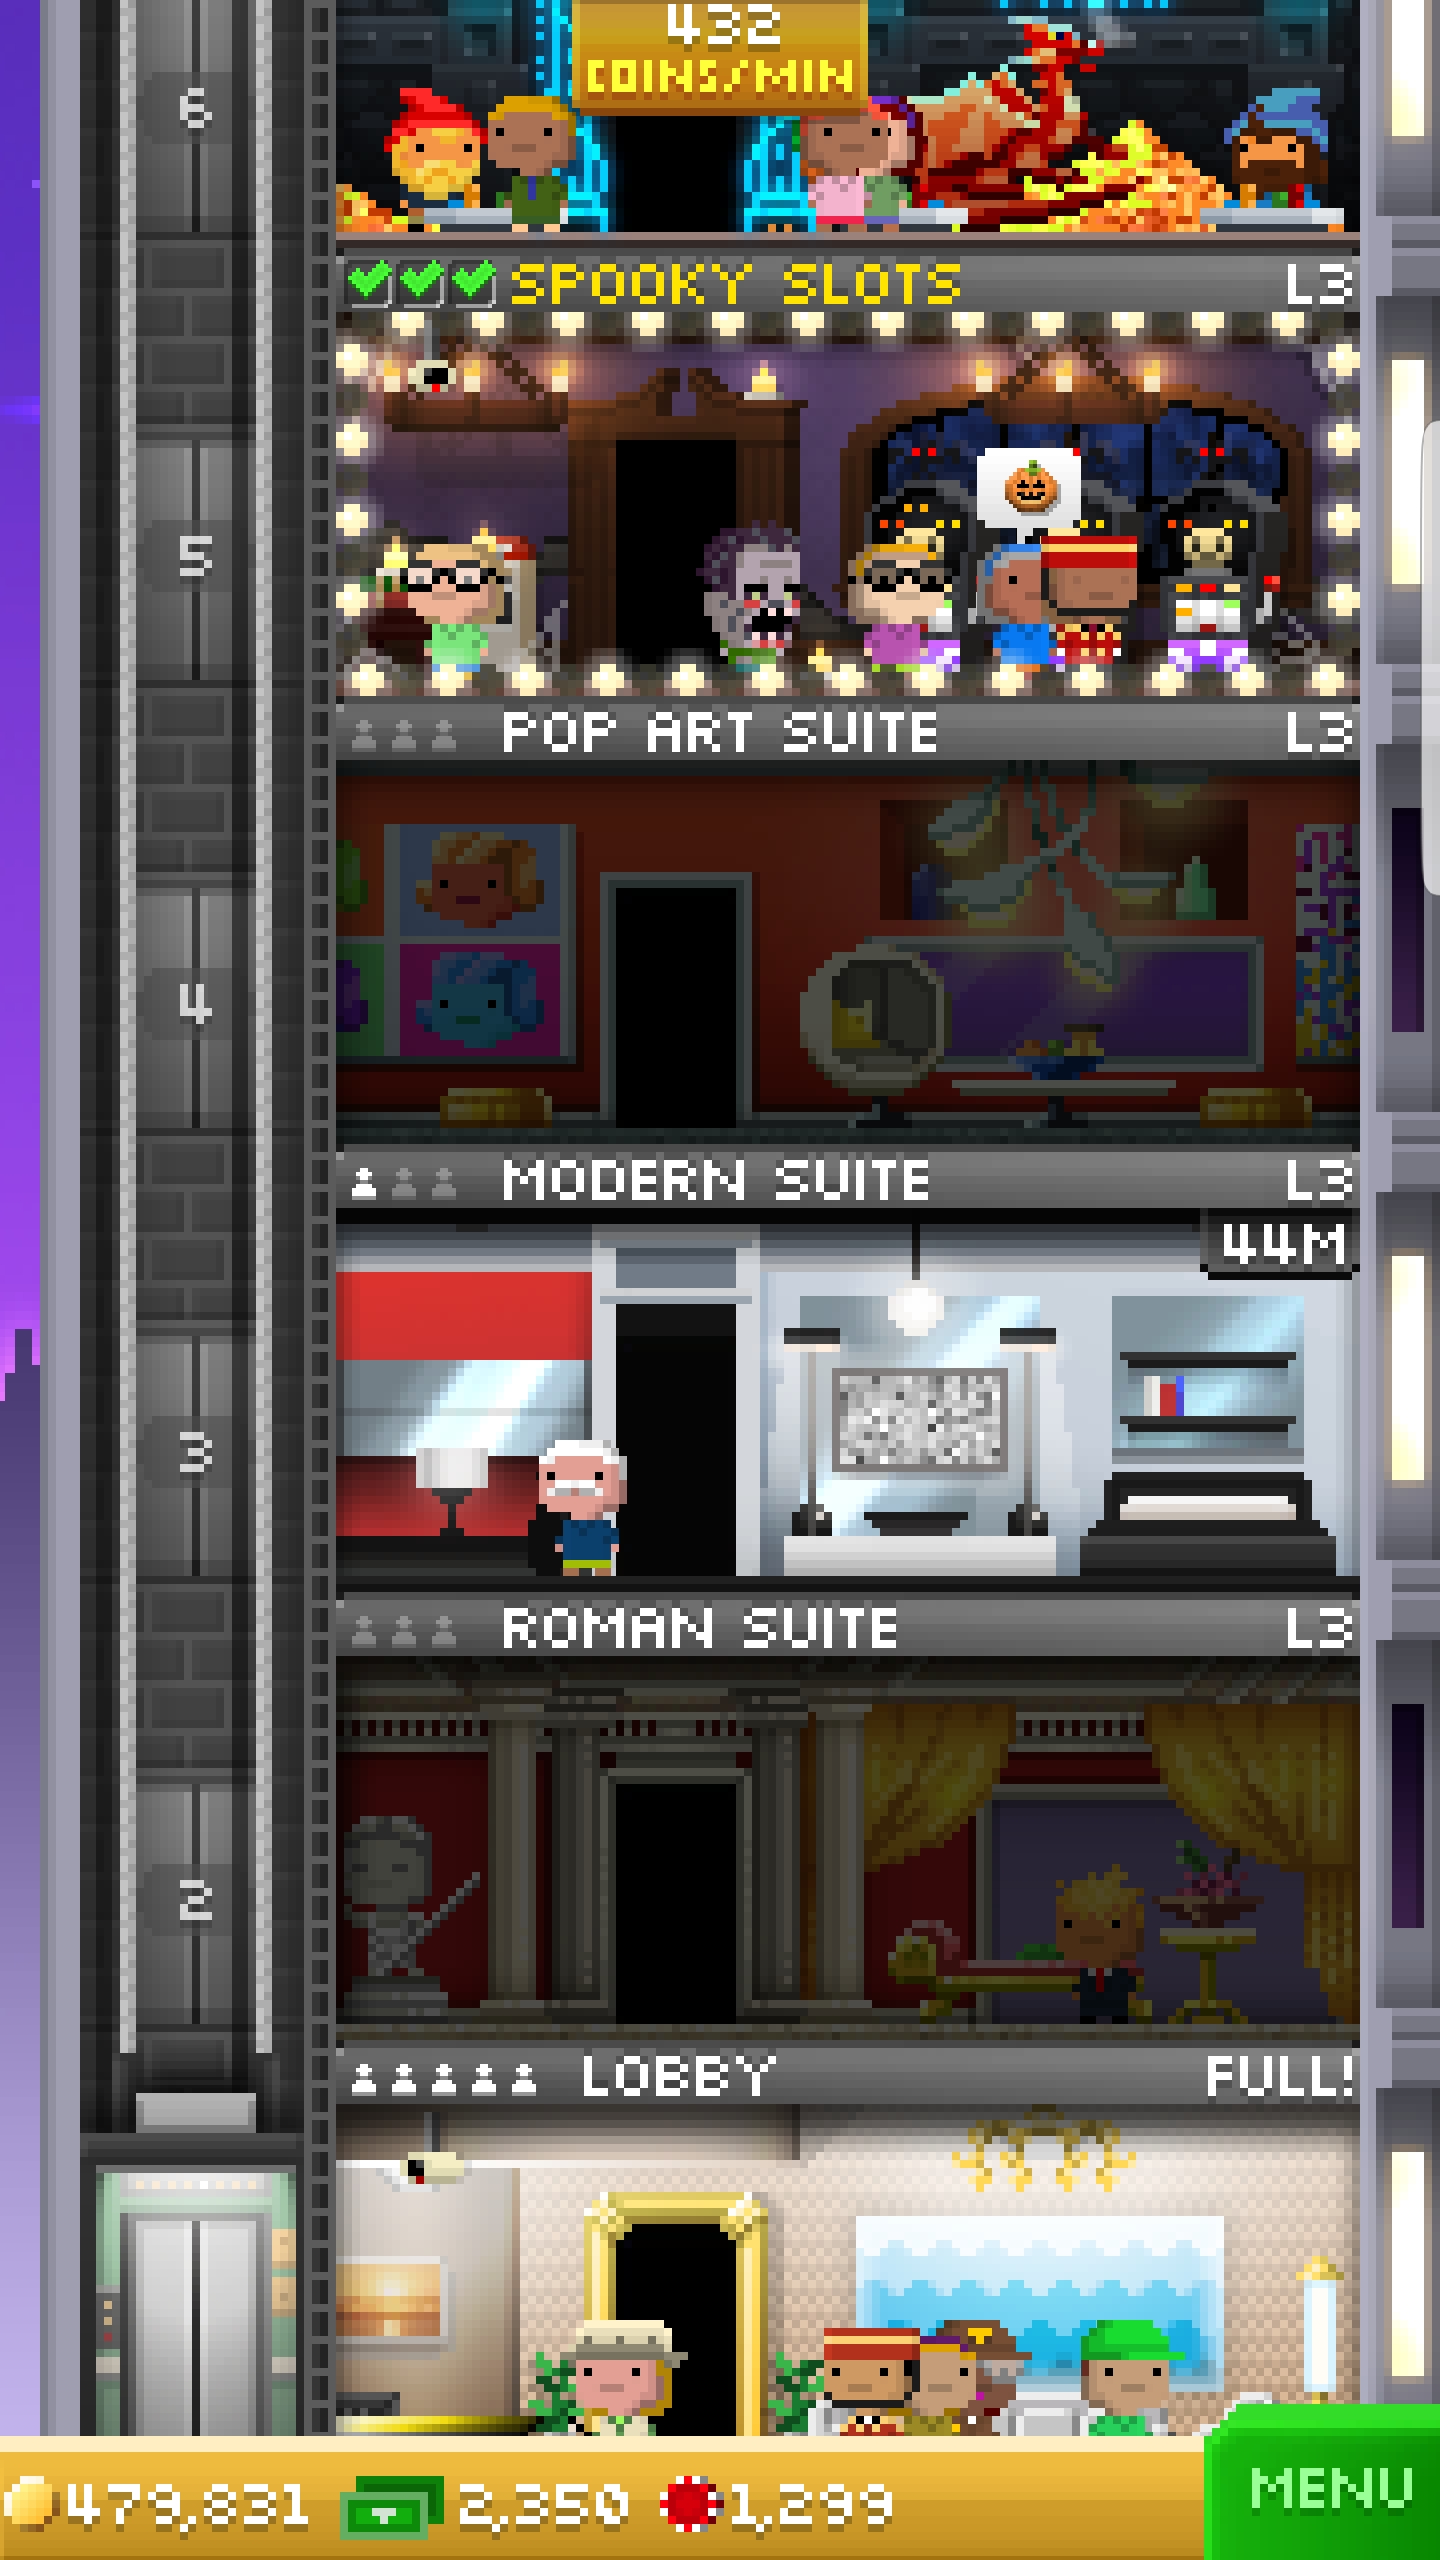 432
COINS/MIN
6
SPOOKY SLOTS L3
5
POP ART SUITE L3
4
MODERN SUITE L3
44M
3
ROMAN SUITE L3
2
LOBBY FULL!
479,831 2,350 1,299 MENU